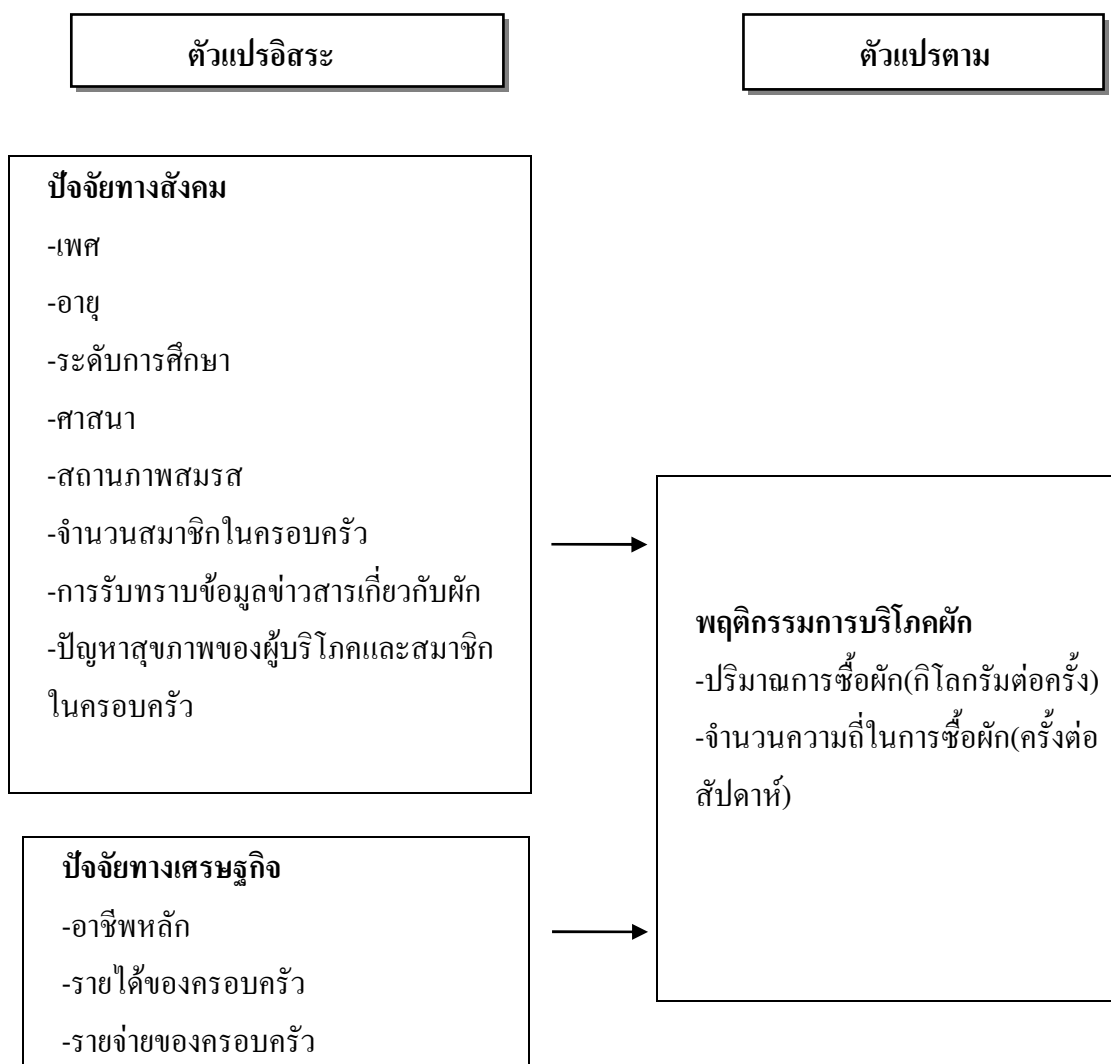 ตัวแปรอิสระ
ตัวแปรตาม
ปัจจัยทางสังคม
-เพศ
-อายุ
-ระดับการศึกษา
-ศาสนา
-สถานภาพสมรส
-จำนวนสมาชิกในครอบครัว
-การรับทราบข้อมูลข่าวสารเกี่ยวกับผัก
-ปัญหาสุขภาพของผู้บริโภคและสมาชิก
ในครอบครัว
ปัจจัยทางเศรษฐกิจ
-อาชีพหลัก
-รายได้ของครอบครัว
-รายจ่ายของครอบครัว
พฤติกรรมการบริโภคผัก
-ปริมาณการซื้อผัก(กิโลกรัมต่อครั้ง)
-จำนวนความถี่ในการซื้อผัก(ครั้งต่อ
สัปดาห์)